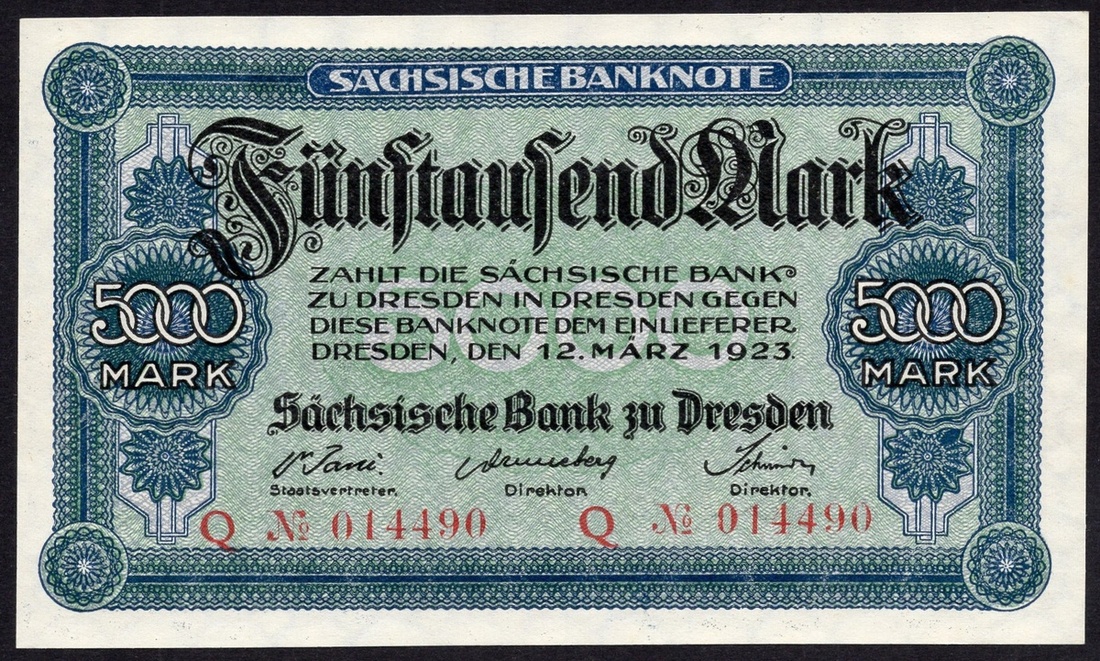 SÄCHSISCHE BANKNOTE
Fünftausend Mark
ZAHLT DIE SÄCHSISCHE BANK
ZU DRESDEN IN DRESDEN GEGEN
DIESE BANKNOTE DEM EINLIEFERER.
DRESDEN, DEN 12. MÄRZ 1923.
5000
MARK
5000
MARK
5000
Sächsische Bank zu Dresden
Staatsvertreter. Direktor. Direktor.
Q № 014490 Q № 014490